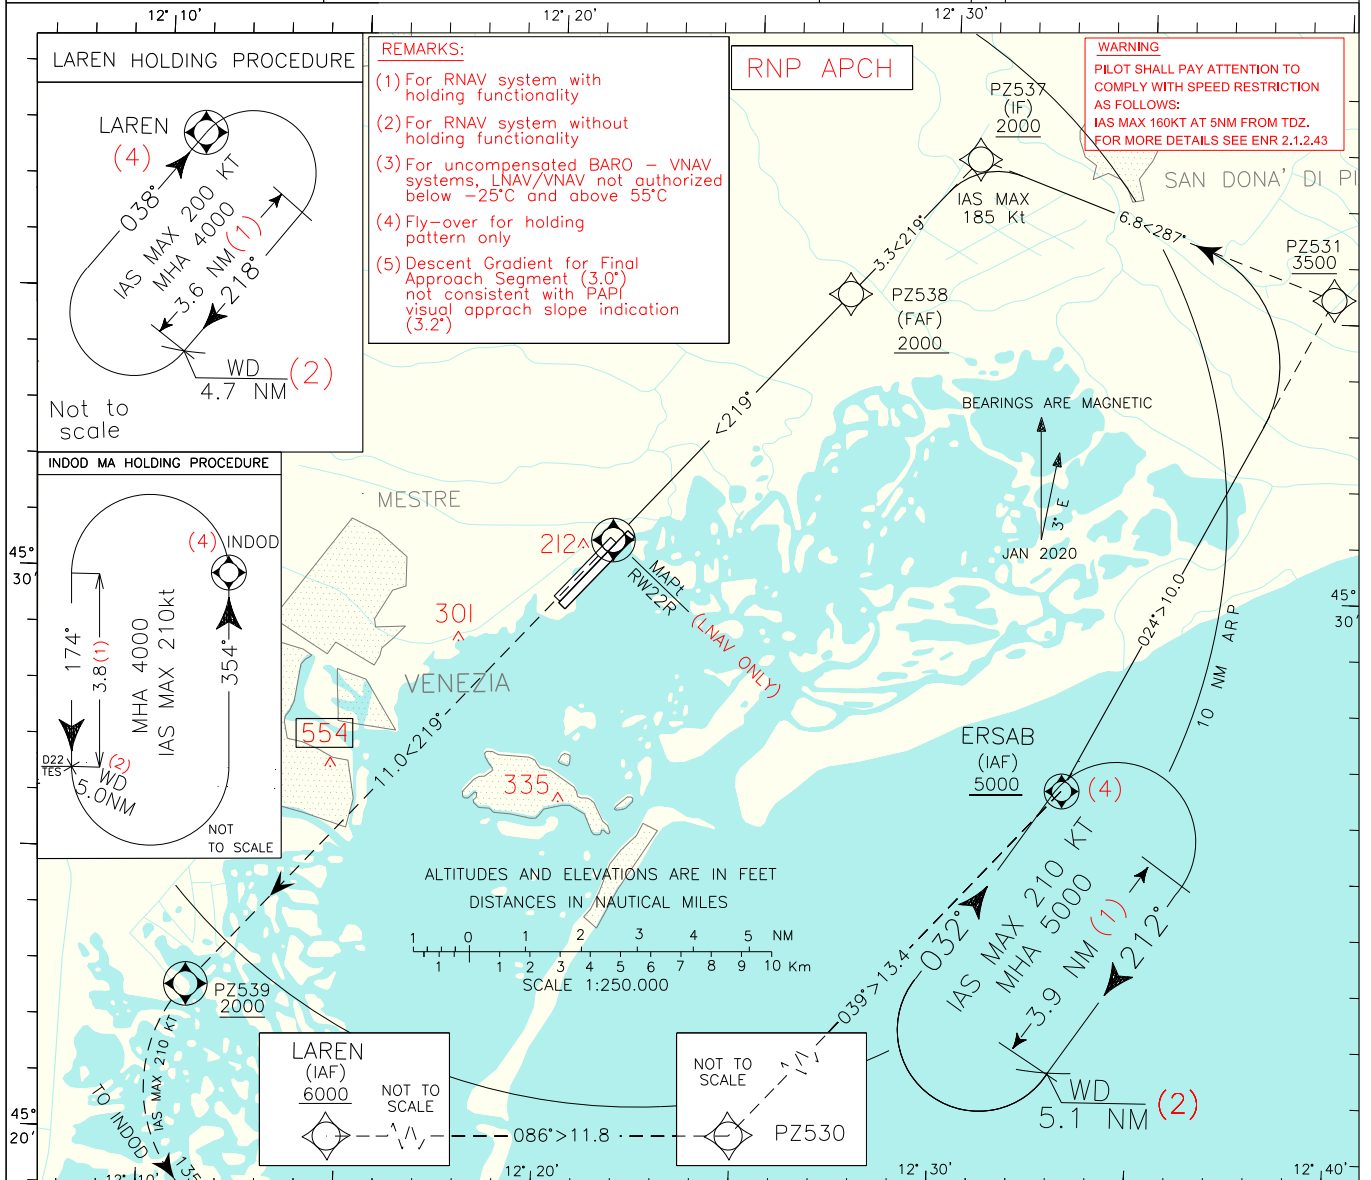 12° 10'
12° 20'
12° 30'
LAREN HOLDING PROCEDURE
LAREN
(4)
038°
IAS MAX 200 KT
MHA 4000
3.6 NM (1)
218°
WD
4.7 NM
(2)
Not to
scale
REMARKS:
(1) For RNAV system with
holding functionality
(2) For RNAV system without
holding functionality
(3) For uncompensated BARO – VNAV
systems, LNAV/VNAV not authorized
below –25°C and above 55°C
(4) Fly–over for holding
pattern only
(5) Descent Gradient for Final
Approach Segment (3.0°)
not consistent with PAPI
visual apprach slope indication
(3.2°)
RNP APCH
WARNING
PILOT SHALL PAY ATTENTION TO
COMPLY WITH SPEED RESTRICTION
AS FOLLOWS:
IAS MAX 160KT AT 5NM FROM TDZ.
FOR MORE DETAILS SEE ENR 2.1.2.43
PZ537
(IF)
2000
IAS MAX
185 Kt
SAN DONA' DI PI
6.8<287°
PZ531
3500
3.3<219°
PZ538
(FAF)
2000
<219°
BEARINGS ARE MAGNETIC
3° E
JAN 2020
INDOD MA HOLDING PROCEDURE
(4) INDOD
174°
3.8(1)
MHA 4000
IAS MAX 210kt
354°
D22
TES
(2)
WD
5.0NM
NOT
TO SCALE
MESTRE
212
MAPt
RW22R
(LNAV ONLY)
301
VENEZIA
554
335
11.0<219°
45°
30'
45°
30'
024°>10.0
10 NM ARP
ERSAB
(IAF)
5000
(4)
032°
IAS MAX 210 KT
MHA 5000
3.9 NM (1)
212°
WD
5.1 NM
(2)
ALTITUDES AND ELEVATIONS ARE IN FEET
DISTANCES IN NAUTICAL MILES
1 0 1 2 3 4 5 NM
1 1 2 3 4 5 6 7 8 9 10 Km
SCALE 1:250.000
039°>13.4
PZ539
2000
IAS MAX 210 KT
TO INDOD
135
LAREN
(IAF)
6000
NOT TO
SCALE
086°>11.8
NOT TO
SCALE
PZ530
45°
20'
12° 10'
12° 20'
12° 30'
12° 40'